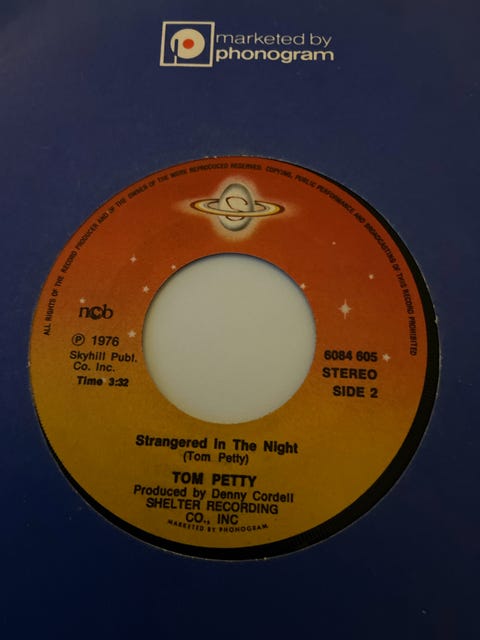 marketed by
phonogram
ALL RIGHTS OF THE RECORD PRODUCER AND OF THE OWNER OF THE WORK REPRODUCED RESERVED. COPYING, PUBLIC PERFORMANCE AND BROADCASTING OF THIS RECORD PROHIBITED
S
ncb
Ⓟ 1976
Skyhill Publ.
Co. Inc.
Time 3:32
6084 605
STEREO
SIDE 2
Strangered In The Night
(Tom Petty)
TOM PETTY
Produced by Denny Cordell
SHELTER RECORDING
CO., INC
MARKETED BY PHONOGRAM